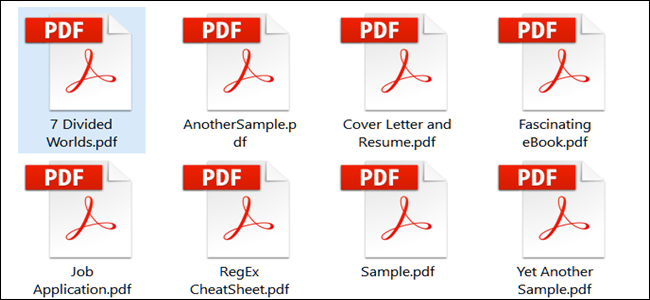 PDF PDF PDF PDF
7 Divided
Worlds.pdf
AnotherSample.p
df
Cover Letter and
Resume.pdf
Fascinating
eBook.pdf
PDF PDF PDF PDF
Job
Application.pdf
RegEx
CheatSheet.pdf
Sample.pdf
Yet Another
Sample.pdf